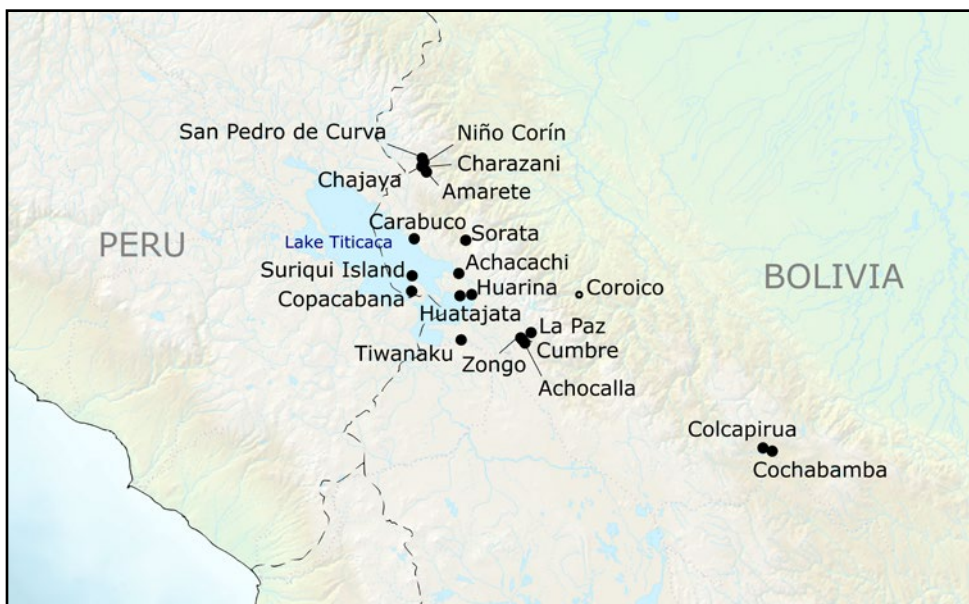 San Pedro de Curva
Niño Corín
Charazani
Chajaya
Amarete
Carabuco
PERU
Lake Titicaca
Sorata
Achacachi
Suriqui Island
BOLIVIA
Copacabana
Huarina
Coroico
Huatajata
La Paz
Tiwanaku
Cumbre
Zongo
Achocalla
Colcapirua
Cochabamba